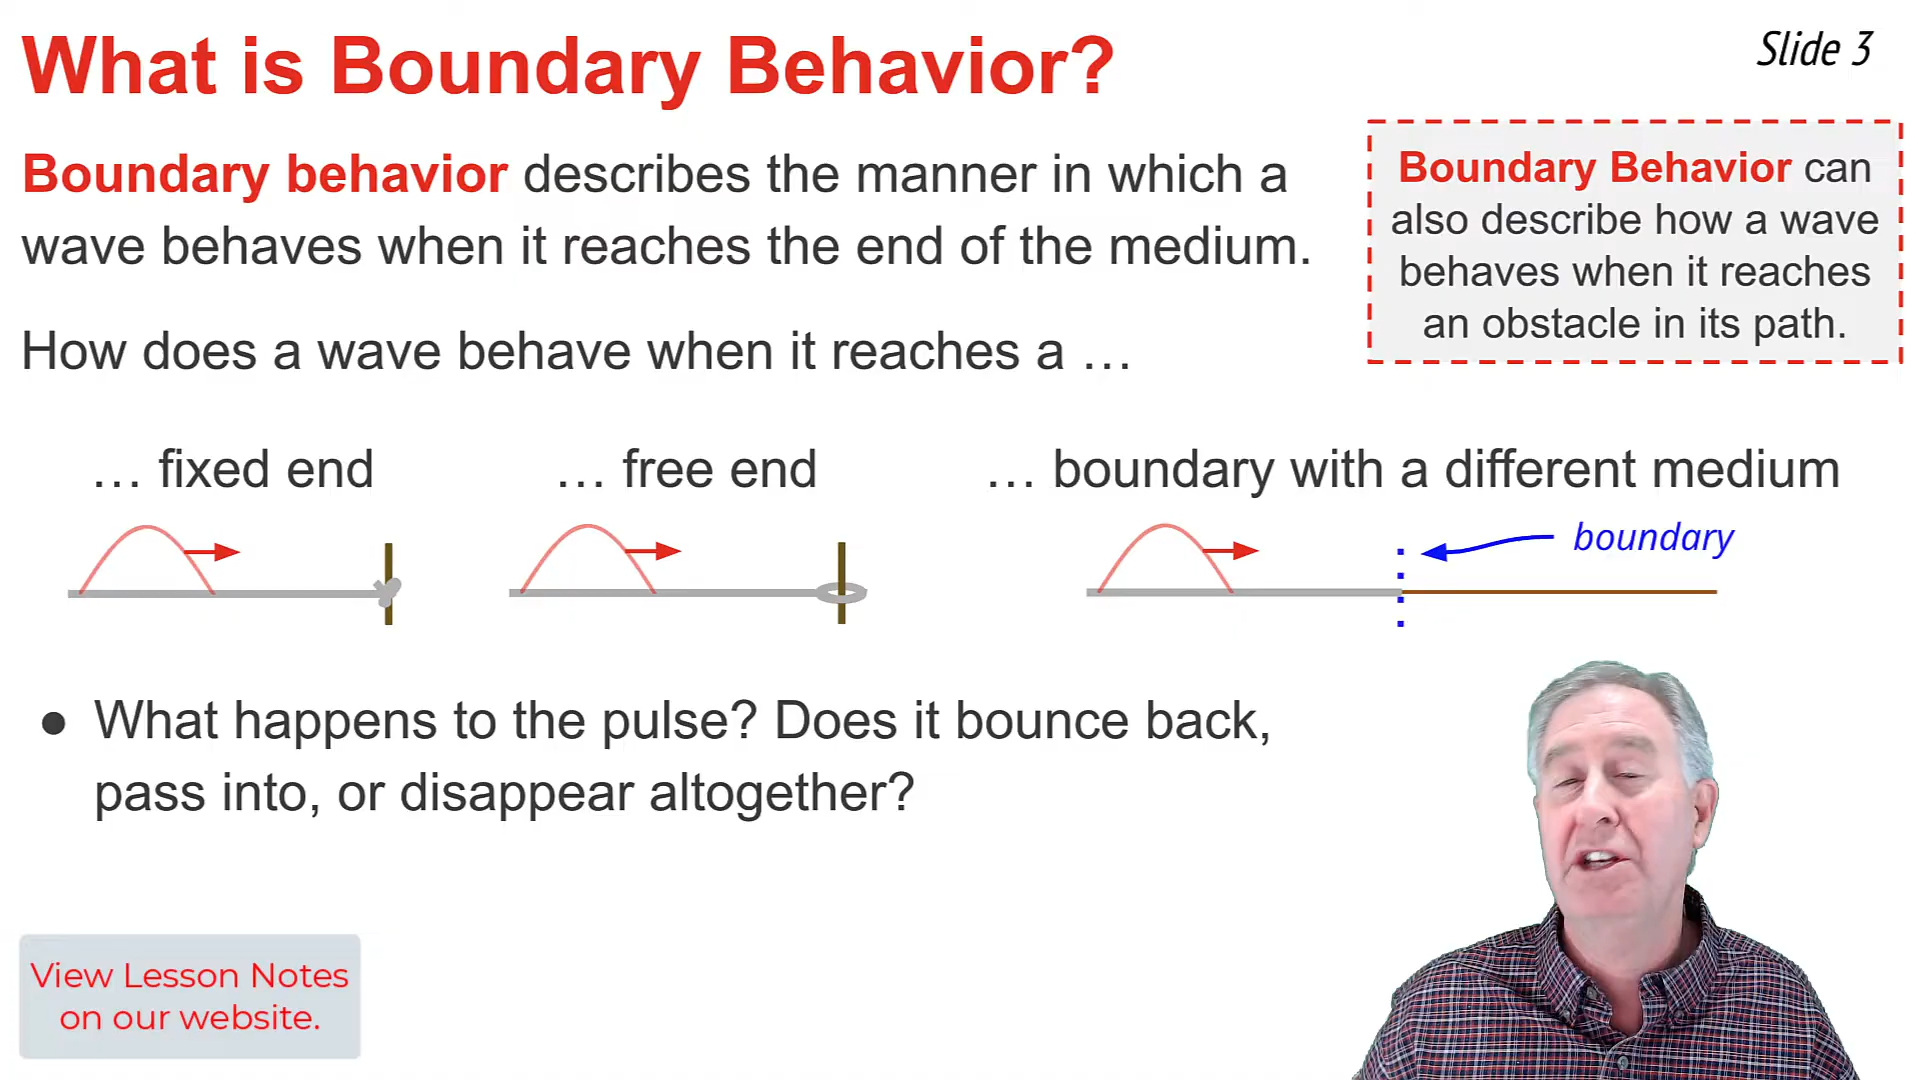 What is Boundary Behavior?
Slide 3
Boundary behavior describes the manner in which a
wave behaves when it reaches the end of the medium.
Boundary Behavior can
also describe how a wave
behaves when it reaches
an obstacle in its path.
How does a wave behave when it reaches a …
… fixed end
… free end
… boundary with a different medium
boundary
● What happens to the pulse? Does it bounce back,
pass into, or disappear altogether?
View Lesson Notes
on our website.